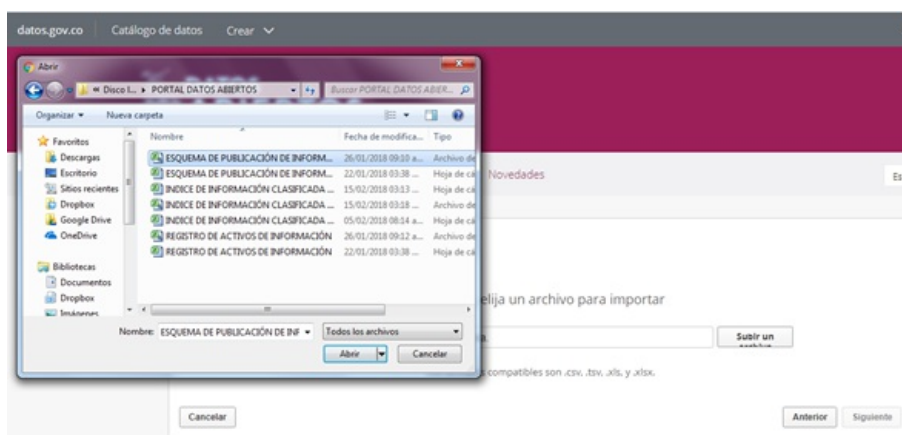 datos.gov.co Catálogo de datos Crear
Abrir
« Disco l... ▸ PORTAL DATOS ABIERTOS
Buscar PORTAL DATOS ABIER...
Organizar Nueva carpeta
Favoritos
Descargas
Escritorio
Sitios recientes
Dropbox
Google Drive
OneDrive
Bibliotecas
Documentos
Dropbox
Imágenes
Nombre Fecha de modifica... Tipo
ESQUEMA DE PUBLICACIÓN DE INFORM... 26/01/2018 09:10 a... Archivo de
ESQUEMA DE PUBLICACIÓN DE INFORM... 22/01/2018 03:38 ... Hoja de cá
INDICE DE INFORMACIÓN CLASIFICADA ... 15/02/2018 03:13 ... Hoja de cá
INDICE DE INFORMACIÓN CLASIFICADA ... 15/02/2018 03:18 ... Archivo de
INDICE DE INFORMACIÓN CLASIFICADA ... 05/02/2018 08:14 a... Hoja de cá
REGISTRO DE ACTIVOS DE INFORMACIÓN 26/01/2018 09:12 a... Archivo de
REGISTRO DE ACTIVOS DE INFORMACIÓN 22/01/2018 03:38 ... Hoja de cá
Nombre: ESQUEMA DE PUBLICACIÓN DE INF Todos los archivos
Abrir Cancelar
Novedades Es
elija un archivo para importar
Subir un
compatibles son .csv, .tsv, .xls, y .xlsx.
Cancelar Anterior Siguiente